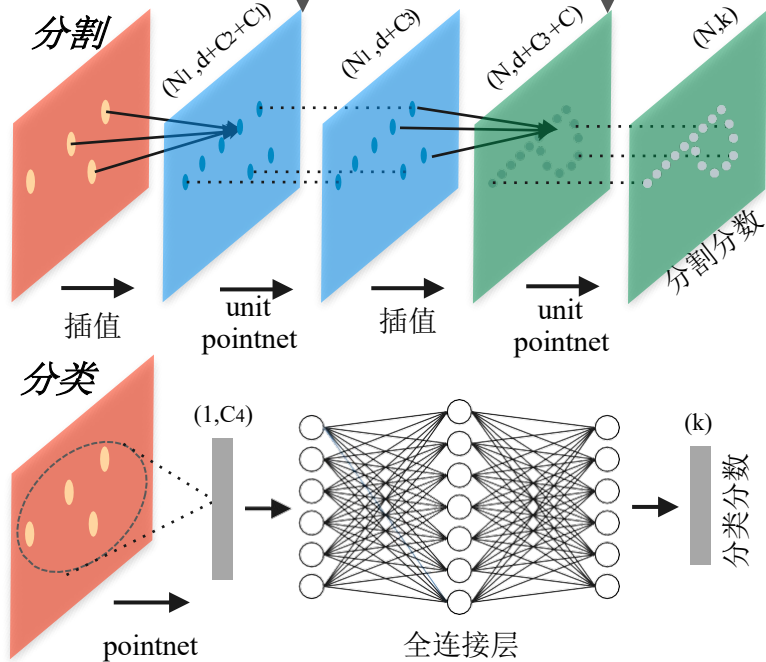 分割
(N1,d+C2+C1)
(N1,d+C3)
(N,d+C3+C)
(N,k)
分割分数
插值
unit
pointnet
插值
unit
pointnet
分类
(1,C4)
(k)
分类分数
pointnet
全连接层